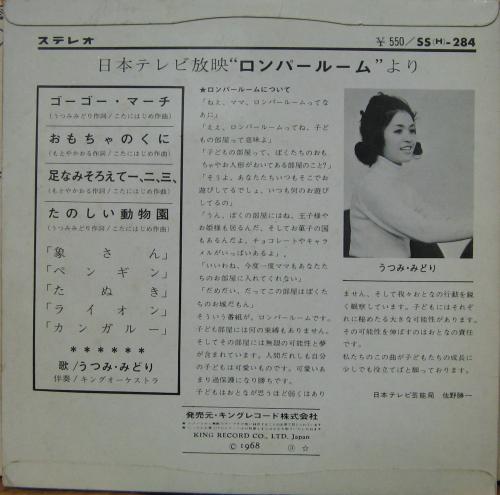 ステレオ
¥ 550/SS(H)-284
日本テレビ放映“ロンパールーム”より
ゴーゴー・マーチ
(うつみみどり作詞/こたにはじめ作曲)
おもちゃのくに
(もとやかおる作詞/こたにはじめ作曲)
足なみそろえて一、二、三、
(もとやかおる作詞/こたにはじめ作曲)
たのしい動物園
(うつみみどり作詞/こたにはじめ作曲)
「象さん」
「ペンギン」
「たぬき」
「ライオン」
「カンガルー」
******
歌/うつみ・みどり
伴奏/キングオーケストラ
★ロンパールームについて
「ねえ、ママ、ロンパールームってな
あに」
「ええ、ロンパールームってね、子ど
もの部屋って意味よ」
「子どもの部屋って、ぼくたちのおも
ちゃやお人形がおいてある部屋のこと?」
「そうよ、あなたたちいつもそこでお
遊びしてるでしょ、いつも何のお遊び
してるの」
「うん、ぼくの部屋にはね、王子様や
お姫様も居るんだ、そしてお菓子の国
もあるんだよ、チョコレートやキャラ
メルがいっぱいあるよ」。
「いいわね、今度一度ママもあなたた
ちのお部屋に入れてくれない」
「だめだい、だってこの部屋はぼくた
ちのお城だもん」
そういう番組が、ロンパールームです。
子ども部屋には何の束縛もありません。
そしてその部屋には無限の可能性と夢
が含まれています。人間だれしも自分
の子どもは可愛いものです。可愛いあ
まり過保護になり勝ちです。
子どもはおとなが思うほど弱くはあり
うつみ・みどり
ません、そして我々おとなの行動を鋭
く観察しています。子どもにはそれぞ
れに秘めたる大きな可能性があります。
その可能性を伸ばすのはおとなの責任
です。
私たちのこの曲が子どもたちの成長に
少しでも役立てばと願っております。
日本テレビ芸能局 佐野勝一
発売元・キングレコード株式会社
KING RECORD CO., LTD. Japan
Ⓒ1968